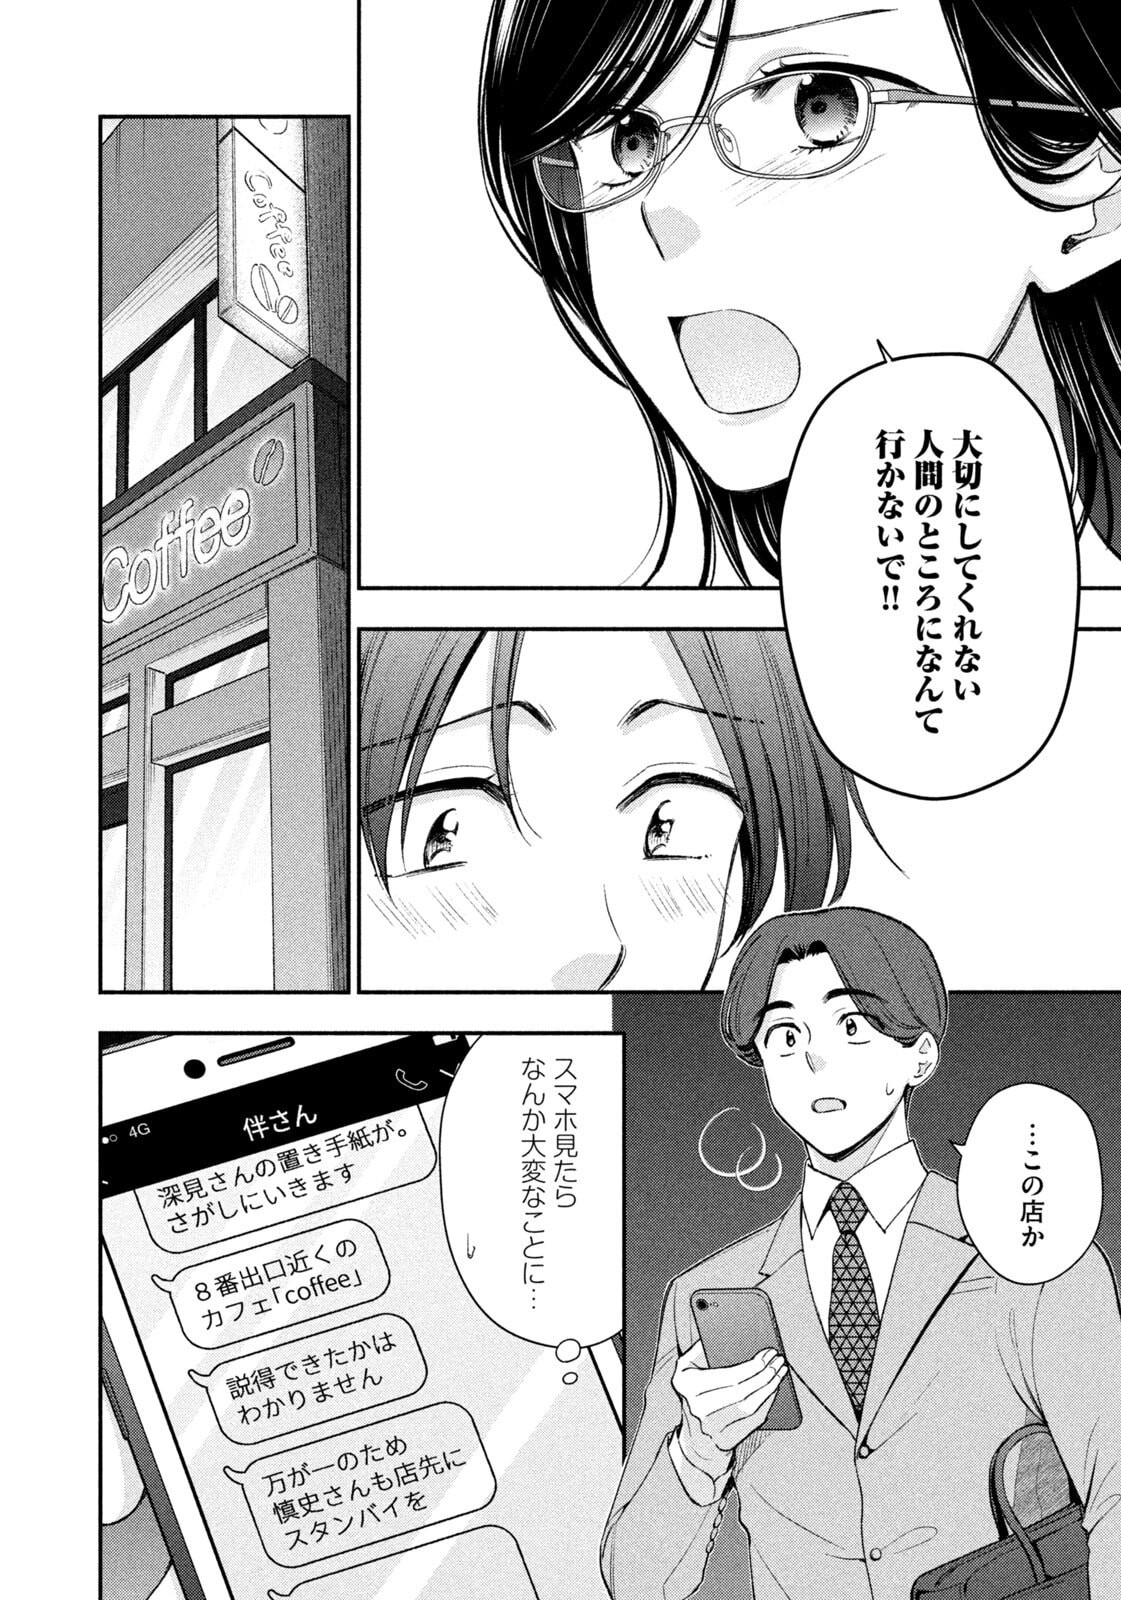 大切にしてくれない
人間のところになんて
行かないで!!
Coffee
Coffee
…この店か
スマホ見たら
なんか大変なことに…
4G
伴さん
深見さんの置き手紙が。
さがしにいきます
8番出口近くの
カフェ「coffee」
説得できたかは
わかりません
万が一のため
慎史さんも店先に
スタンバイを